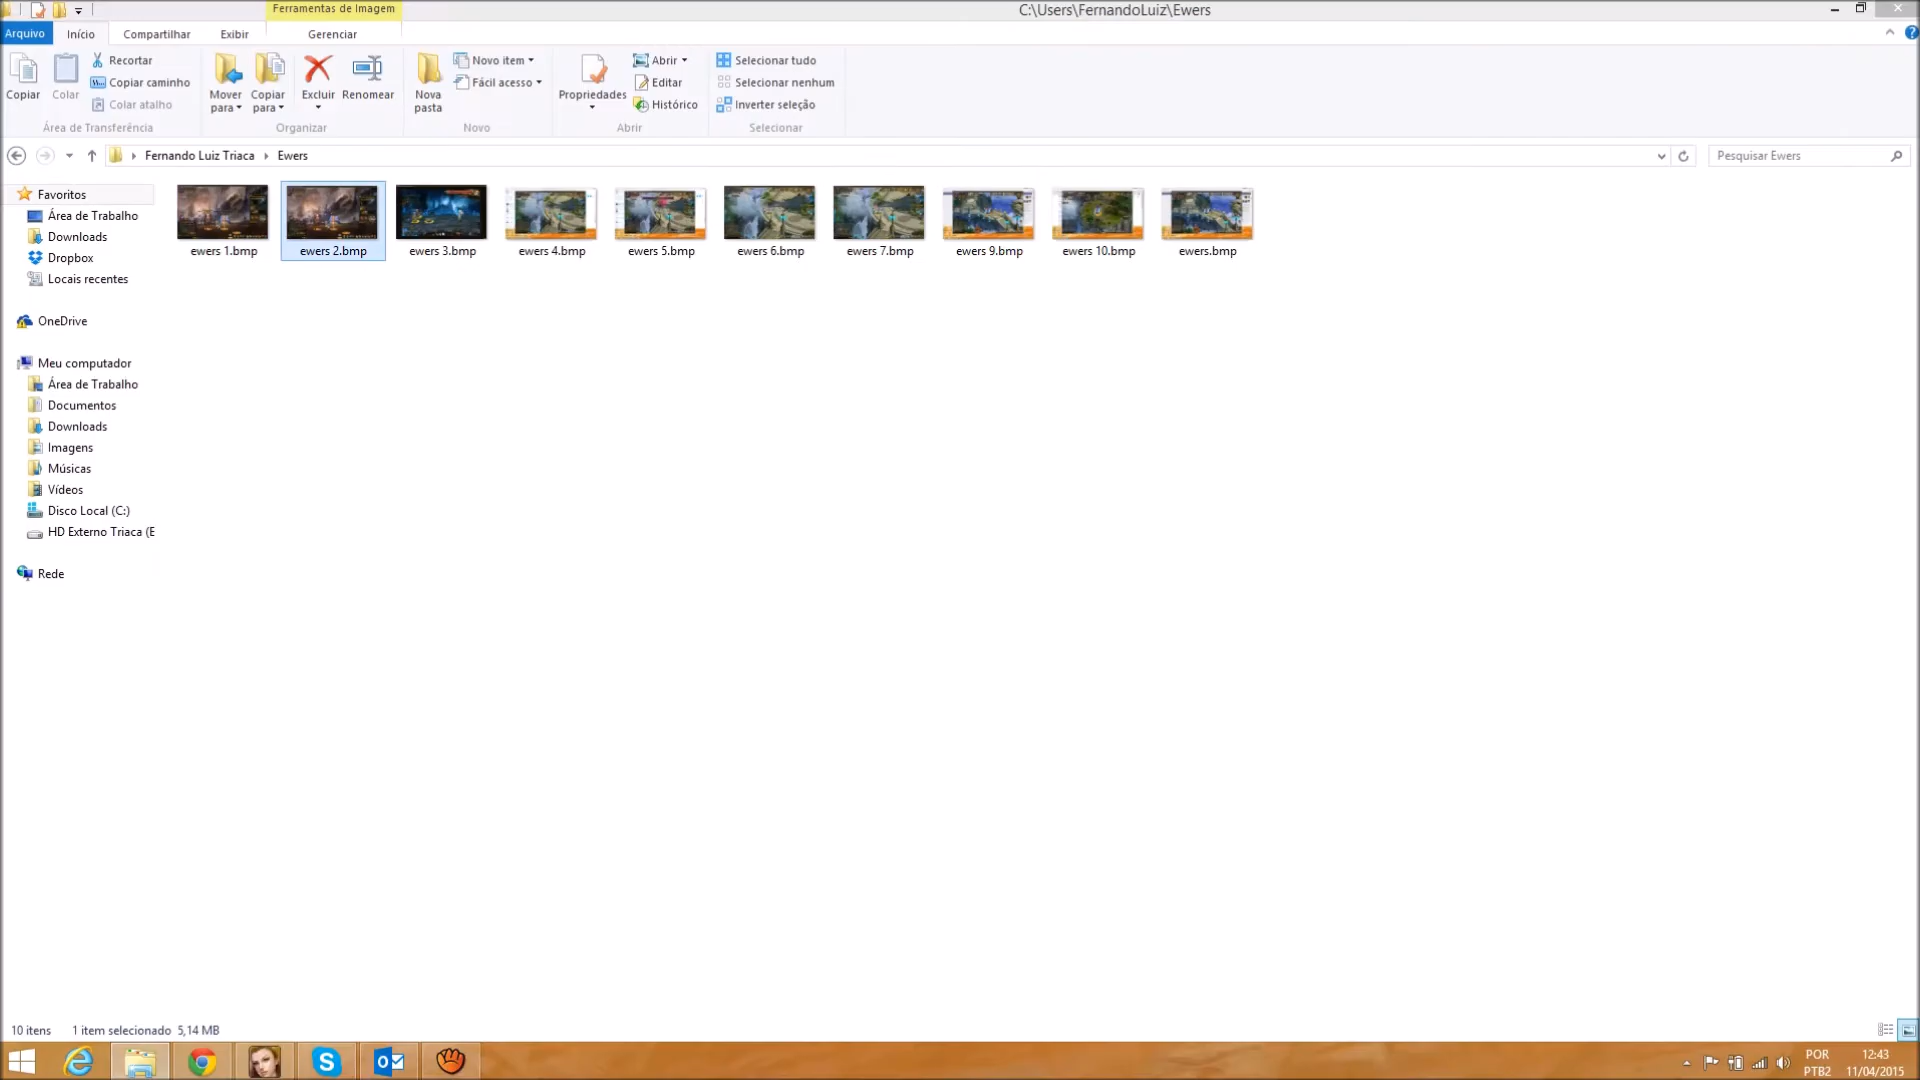 Ferramentas de Imagem
C:\Users\FernandoLuiz\Ewers
Arquivo
Início
Compartilhar
Exibir
Gerenciar
Copiar
Colar
Recortar
Copiar caminho
Colar atalho
Área de Transferência
Mover para
Copiar para
Excluir
Renomear
Organizar
Nova pasta
Novo item
Fácil acesso
Novo
Propriedades
Abrir
Editar
Histórico
Abrir
Selecionar tudo
Selecionar nenhum
Inverter seleção
Selecionar
Fernando Luiz Triaca
Ewers
Pesquisar Ewers
Favoritos
Área de Trabalho
Downloads
Dropbox
Locais recentes
OneDrive
Meu computador
Área de Trabalho
Documentos
Downloads
Imagens
Músicas
Vídeos
Disco Local (C:)
HD Externo Triaca (E
Rede
ewers 1.bmp
ewers 2.bmp
ewers 3.bmp
ewers 4.bmp
ewers 5.bmp
ewers 6.bmp
ewers 7.bmp
ewers 9.bmp
ewers 10.bmp
ewers.bmp
10 itens
1 item selecionado 5,14 MB
POR
PTB2
12:43
11/04/2015